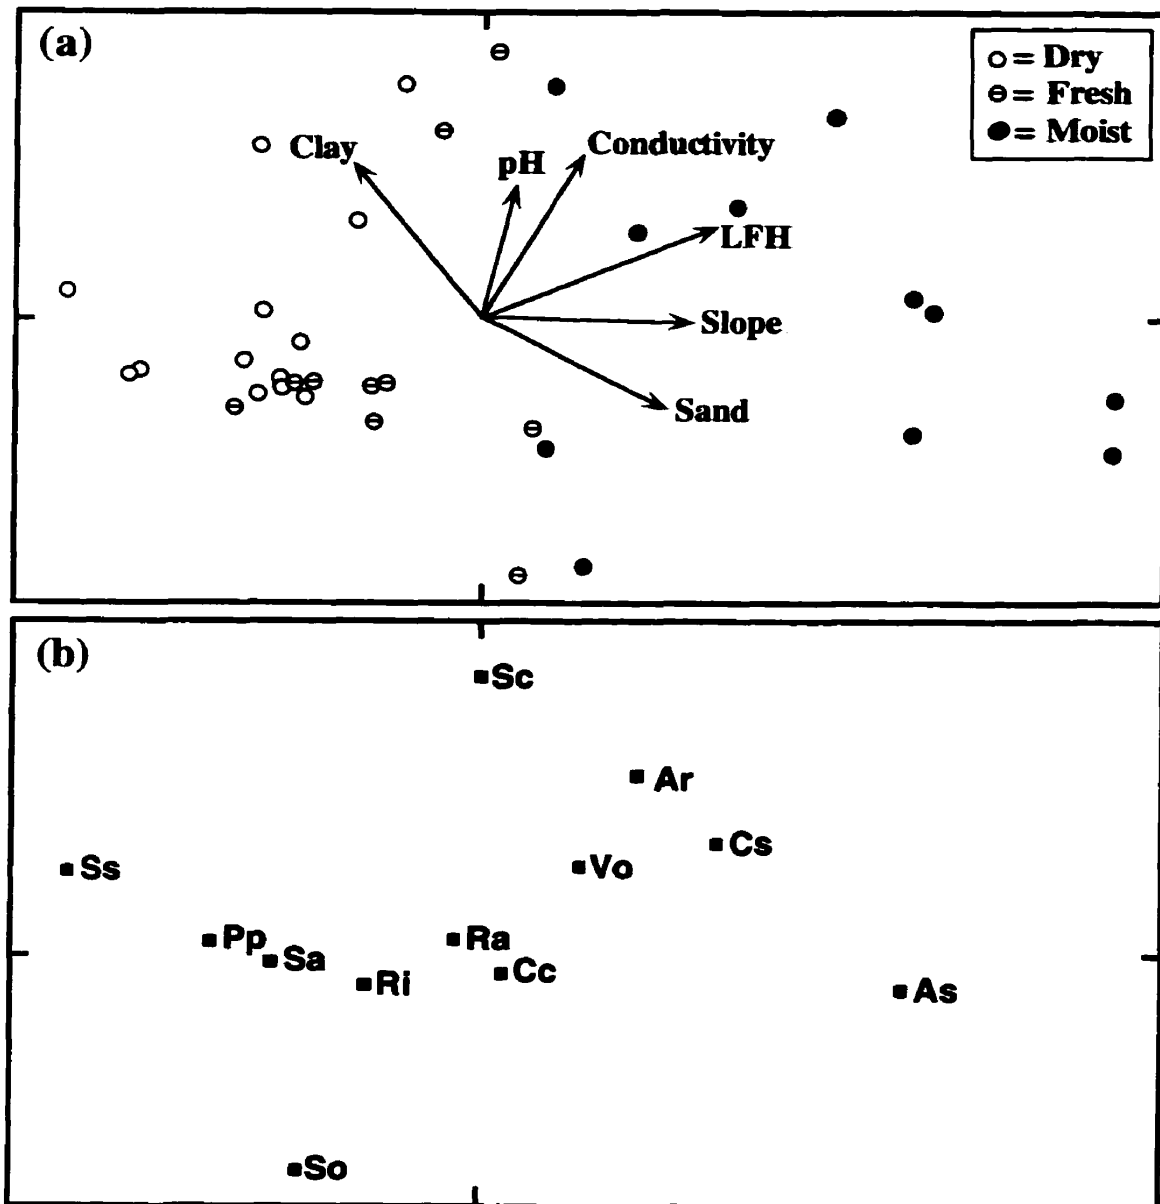 (a)
= Dry
= Fresh
= Moist
Clay
pH
Conductivity
LFH
Slope
Sand
(b)
Sc
Ar
Cs
Ss
Vo
Pp
Ra
Sa
Cc
Ri
As
So